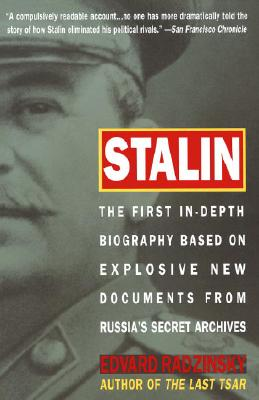 "A compulsively readable account...no one has more dramatically told the
story of how Stalin eliminated his political rivals." —San Francisco Chronicle
STALIN
THE FIRST IN-DEPTH
BIOGRAPHY BASED ON
EXPLOSIVE NEW
DOCUMENTS FROM
RUSSIA'S SECRET ARCHIVES
EDVARD RADZINSKY
AUTHOR OF THE LAST TSAR